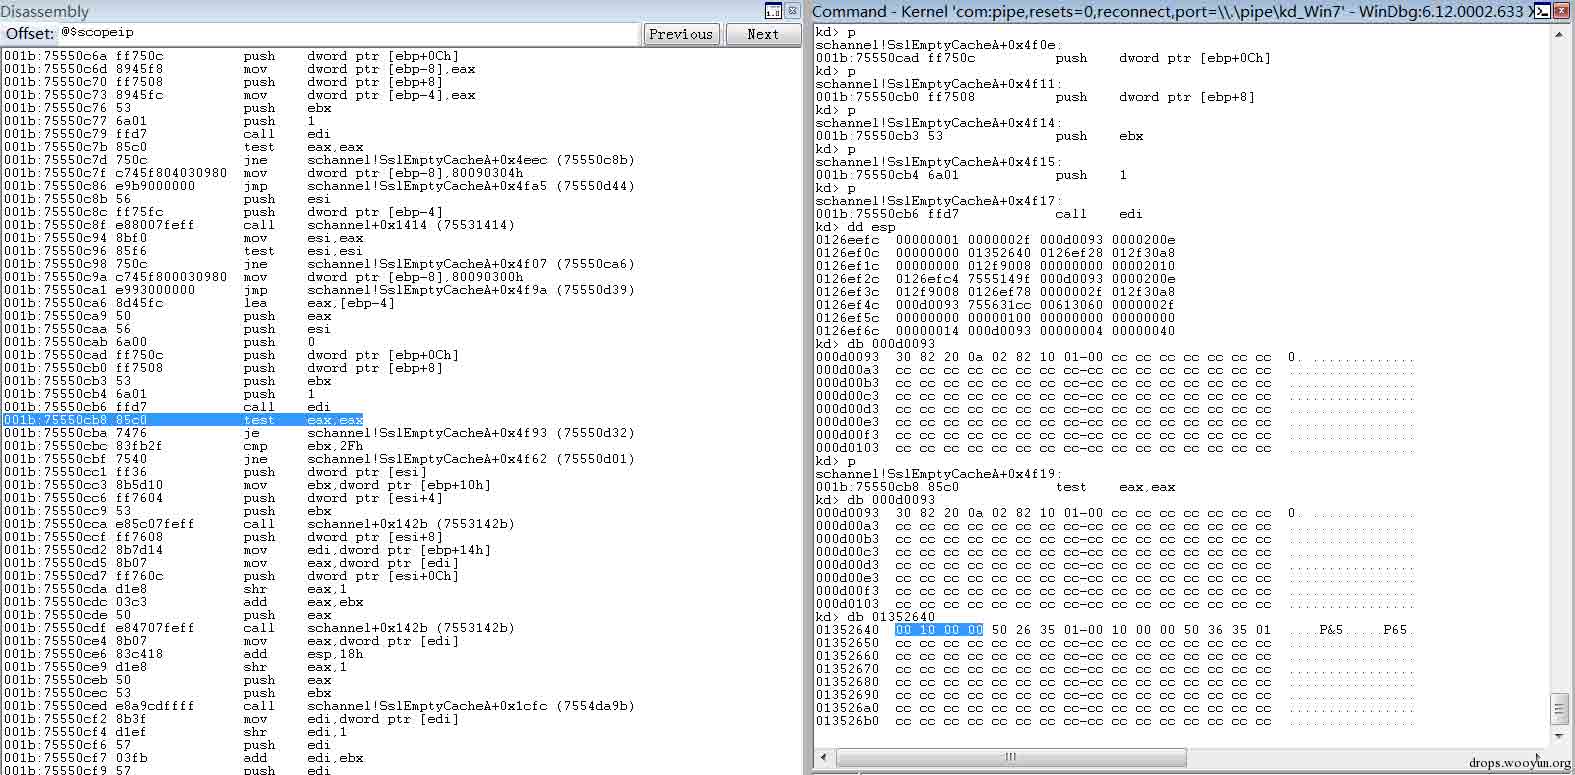 Disassembly
Offset: @$scopeip
Previous
Next
001b:75550c6a ff750c push dword ptr [ebp+0Ch]
001b:75550c6d 8945f8 mov dword ptr [ebp-8],eax
001b:75550c70 ff7508 push dword ptr [ebp+8]
001b:75550c73 8945fc mov dword ptr [ebp-4],eax
001b:75550c76 53 push ebx
001b:75550c77 6a01 push 1
001b:75550c79 ffd7 call edi
001b:75550c7b 85c0 test eax,eax
001b:75550c7d 750c jne schannel!SslEmptyCacheA+0x4eec (75550c8b)
001b:75550c7f c745f804030980 mov dword ptr [ebp-8],80090304h
001b:75550c86 e9b9000000 jmp schannel!SslEmptyCacheA+0x4fa5 (75550d44)
001b:75550c8b 56 push esi
001b:75550c8c ff75fc push dword ptr [ebp-4]
001b:75550c8f e88007feff call schannel+0x1414 (75531414)
001b:75550c94 8bf0 mov esi,eax
001b:75550c96 85f6 test esi,esi
001b:75550c98 750c jne schannel!SslEmptyCacheA+0x4f07 (75550ca6)
001b:75550c9a c745f800030980 mov dword ptr [ebp-8],80090300h
001b:75550ca1 e993000000 jmp schannel!SslEmptyCacheA+0x4f9a (75550d39)
001b:75550ca6 8d45fc lea eax,[ebp-4]
001b:75550ca9 50 push eax
001b:75550caa 56 push esi
001b:75550cab 6a00 push 0
001b:75550cad ff750c push dword ptr [ebp+0Ch]
001b:75550cb0 ff7508 push dword ptr [ebp+8]
001b:75550cb3 53 push ebx
001b:75550cb4 6a01 push 1
001b:75550cb6 ffd7 call edi
001b:75550cb8 85c0 test eax,eax
001b:75550cba 7476 je schannel!SslEmptyCacheA+0x4f93 (75550d32)
001b:75550cbc 83fb2f cmp ebx,2Fh
001b:75550cbf 7540 jne schannel!SslEmptyCacheA+0x4f62 (75550d01)
001b:75550cc1 ff36 push dword ptr [esi]
001b:75550cc3 8b5d10 mov ebx,dword ptr [ebp+10h]
001b:75550cc6 ff7604 push dword ptr [esi+4]
001b:75550cc9 53 push ebx
001b:75550cca e85c07feff call schannel+0x142b (7553142b)
001b:75550ccf ff7608 push dword ptr [esi+8]
001b:75550cd2 8b7d14 mov edi,dword ptr [ebp+14h]
001b:75550cd5 8b07 mov eax,dword ptr [edi]
001b:75550cd7 ff760c push dword ptr [esi+0Ch]
001b:75550cda d1e8 shr eax,1
001b:75550cdc 03c3 add eax,ebx
001b:75550cde 50 push eax
001b:75550cdf e84707feff call schannel+0x142b (7553142b)
001b:75550ce4 8b07 mov eax,dword ptr [edi]
001b:75550ce6 83c418 add esp,18h
001b:75550ce9 d1e8 shr eax,1
001b:75550ceb 50 push eax
001b:75550cec 53 push ebx
001b:75550ced e8a9cdffff call schannel!SslEmptyCacheA+0x1cfc (7554da9b)
001b:75550cf2 8b3f mov edi,dword ptr [edi]
001b:75550cf4 d1ef shr edi,1
001b:75550cf6 57 push edi
001b:75550cf7 03fb add edi,ebx
001b:75550cf9 57 push edi
Command - Kernel 'com:pipe,resets=0,reconnect,port=\\.\pipe\kd_Win7' - WinDbg:6.12.0002.633 X
kd> p
schannel!SslEmptyCacheA+0x4f0e:
001b:75550cad ff750c push dword ptr [ebp+0Ch]
kd> p
schannel!SslEmptyCacheA+0x4f11:
001b:75550cb0 ff7508 push dword ptr [ebp+8]
kd> p
schannel!SslEmptyCacheA+0x4f14:
001b:75550cb3 53 push ebx
kd> p
schannel!SslEmptyCacheA+0x4f15:
001b:75550cb4 6a01 push 1
kd> p
schannel!SslEmptyCacheA+0x4f17:
001b:75550cb6 ffd7 call edi
kd> dd esp
0126eefc 00000001 0000002f 000d0093 0000200e
0126ef0c 00000000 01352640 0126ef28 012f30a8
0126ef1c 00000000 012f9008 00000000 00002010
0126ef2c 0126efc4 7555149f 000d0093 0000200e
0126ef3c 012f9008 0126ef78 0000002f 012f30a8
0126ef4c 000d0093 755631cc 00613060 0000002f
0126ef5c 00000000 00000100 00000000 00000000
0126ef6c 00000014 000d0093 00000004 00000040
kd> db 000d0093
000d0093 30 82 20 0a 02 82 10 01-00 cc cc cc cc cc cc cc 0. .............
000d00a3 cc cc cc cc cc cc cc cc-cc cc cc cc cc cc cc cc ................
000d00b3 cc cc cc cc cc cc cc cc-cc cc cc cc cc cc cc cc ................
000d00c3 cc cc cc cc cc cc cc cc-cc cc cc cc cc cc cc cc ................
000d00d3 cc cc cc cc cc cc cc cc-cc cc cc cc cc cc cc cc ................
000d00e3 cc cc cc cc cc cc cc cc-cc cc cc cc cc cc cc cc ................
000d00f3 cc cc cc cc cc cc cc cc-cc cc cc cc cc cc cc cc ................
000d0103 cc cc cc cc cc cc cc cc-cc cc cc cc cc cc cc cc ................
kd> p
schannel!SslEmptyCacheA+0x4f19:
001b:75550cb8 85c0 test eax,eax
kd> db 000d0093
000d0093 30 82 20 0a 02 82 10 01-00 cc cc cc cc cc cc cc 0. .............
000d00a3 cc cc cc cc cc cc cc cc-cc cc cc cc cc cc cc cc ................
000d00b3 cc cc cc cc cc cc cc cc-cc cc cc cc cc cc cc cc ................
000d00c3 cc cc cc cc cc cc cc cc-cc cc cc cc cc cc cc cc ................
000d00d3 cc cc cc cc cc cc cc cc-cc cc cc cc cc cc cc cc ................
000d00e3 cc cc cc cc cc cc cc cc-cc cc cc cc cc cc cc cc ................
000d00f3 cc cc cc cc cc cc cc cc-cc cc cc cc cc cc cc cc ................
000d0103 cc cc cc cc cc cc cc cc-cc cc cc cc cc cc cc cc ................
kd> db 01352640
01352640 00 10 00 00 50 26 35 01-00 10 00 00 50 36 35 01 ....P&5.....P65.
01352650 cc cc cc cc cc cc cc cc-cc cc cc cc cc cc cc cc ................
01352660 cc cc cc cc cc cc cc cc-cc cc cc cc cc cc cc cc ................
01352670 cc cc cc cc cc cc cc cc-cc cc cc cc cc cc cc cc ................
01352680 cc cc cc cc cc cc cc cc-cc cc cc cc cc cc cc cc ................
01352690 cc cc cc cc cc cc cc cc-cc cc cc cc cc cc cc cc ................
013526a0 cc cc cc cc cc cc cc cc-cc cc cc cc cc cc cc cc ................
013526b0 cc cc cc cc cc cc cc cc-cc cc cc cc cc cc cc cc ................
drops.wooyun.org